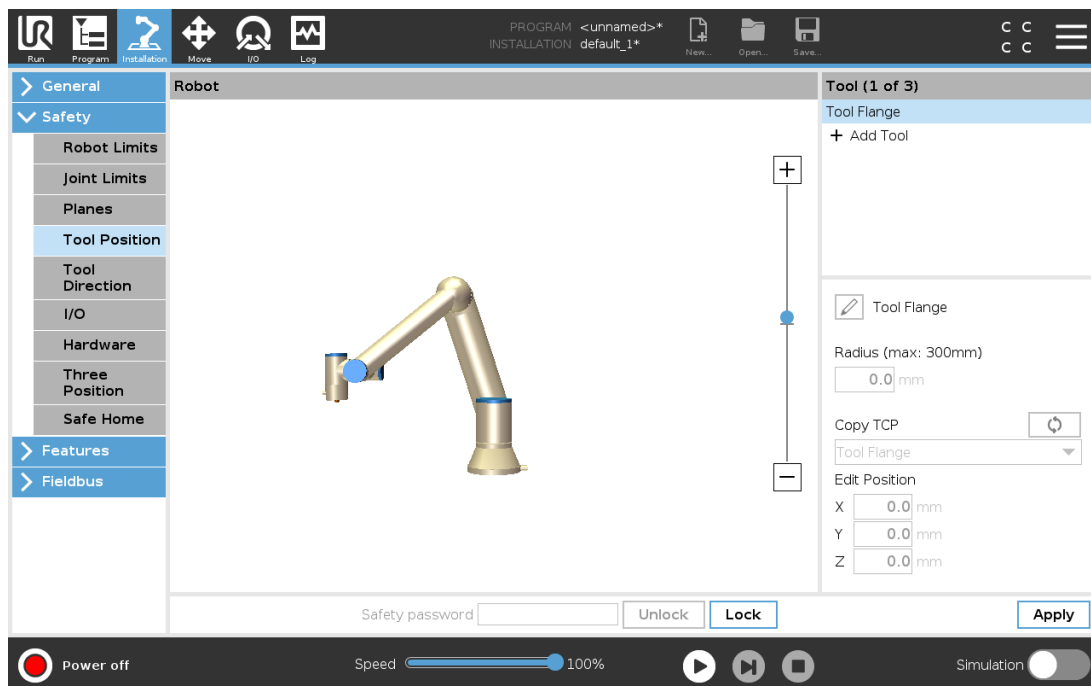 PROGRAM <unnamed>*
INSTALLATION default_1*
UR
Run
Program
Installation
Move
I/O
Log
New...
Open...
Save...
C C
C C
General
Safety
Robot Limits
Joint Limits
Planes
Tool Position
Tool
Direction
I/O
Hardware
Three
Position
Safe Home
Features
Fieldbus
Robot
+
−
Tool (1 of 3)
Tool Flange
+ Add Tool
Tool Flange
Radius (max: 300mm)
0.0 mm
Copy TCP
Tool Flange
Edit Position
X 0.0 mm
Y 0.0 mm
Z 0.0 mm
Safety password
Unlock
Lock
Apply
Power off
Speed 100%
Simulation